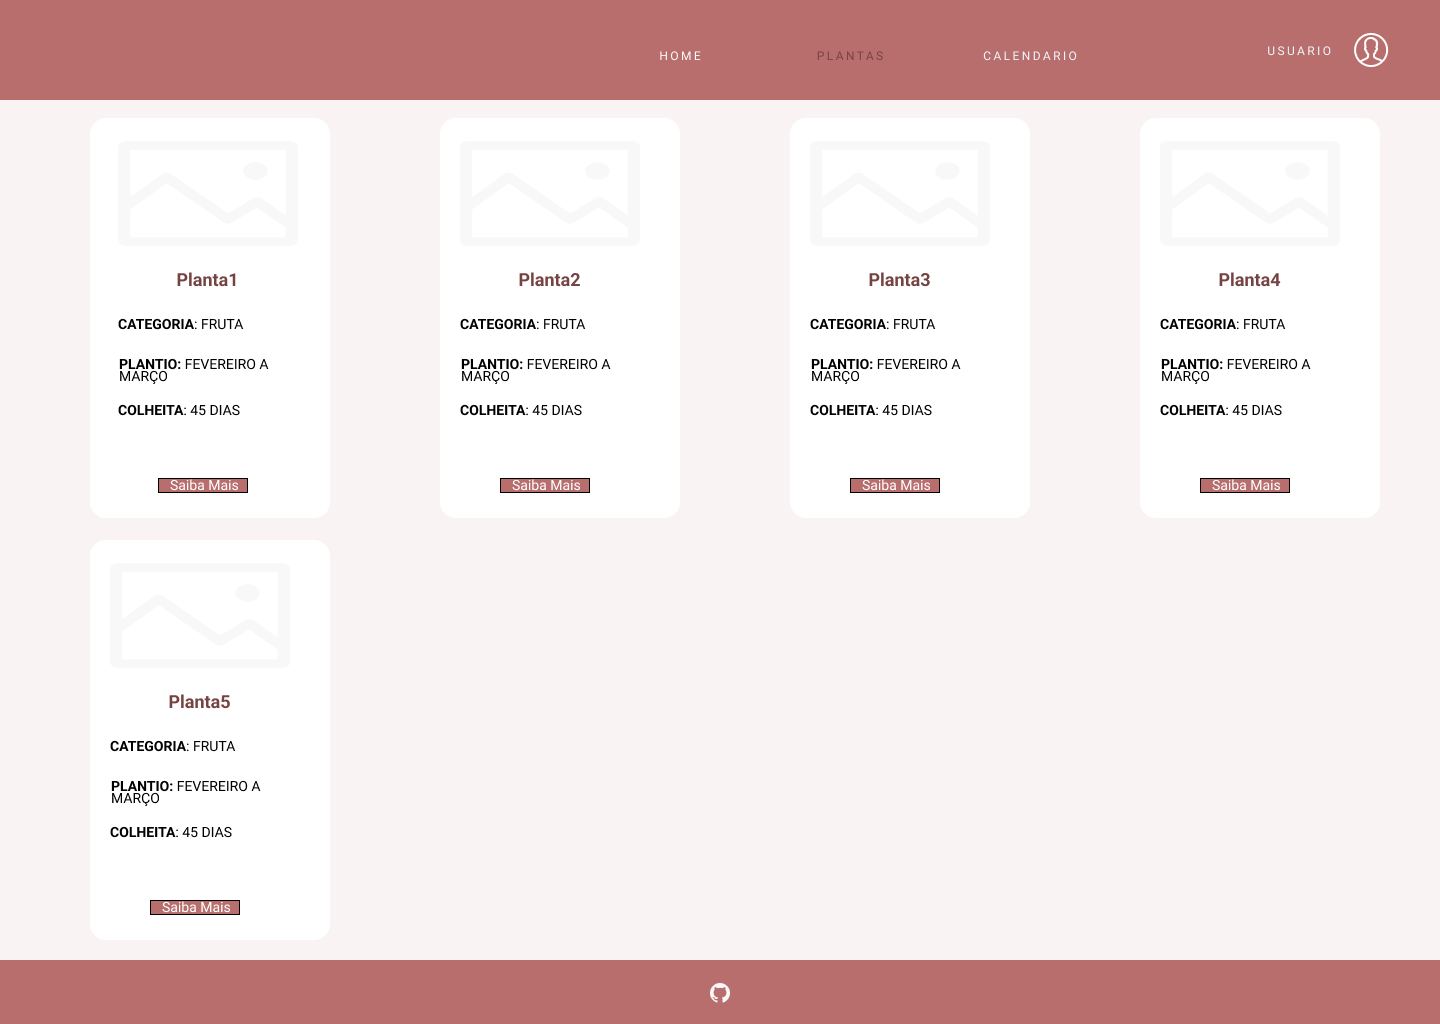 HOME
PLANTAS
CALENDARIO
USUARIO
Planta1
CATEGORIA: FRUTA
PLANTIO: FEVEREIRO A
MARÇO
COLHEITA: 45 DIAS
Saiba Mais
Planta2
CATEGORIA: FRUTA
PLANTIO: FEVEREIRO A
MARÇO
COLHEITA: 45 DIAS
Saiba Mais
Planta3
CATEGORIA: FRUTA
PLANTIO: FEVEREIRO A
MARÇO
COLHEITA: 45 DIAS
Saiba Mais
Planta4
CATEGORIA: FRUTA
PLANTIO: FEVEREIRO A
MARÇO
COLHEITA: 45 DIAS
Saiba Mais
Planta5
CATEGORIA: FRUTA
PLANTIO: FEVEREIRO A
MARÇO
COLHEITA: 45 DIAS
Saiba Mais